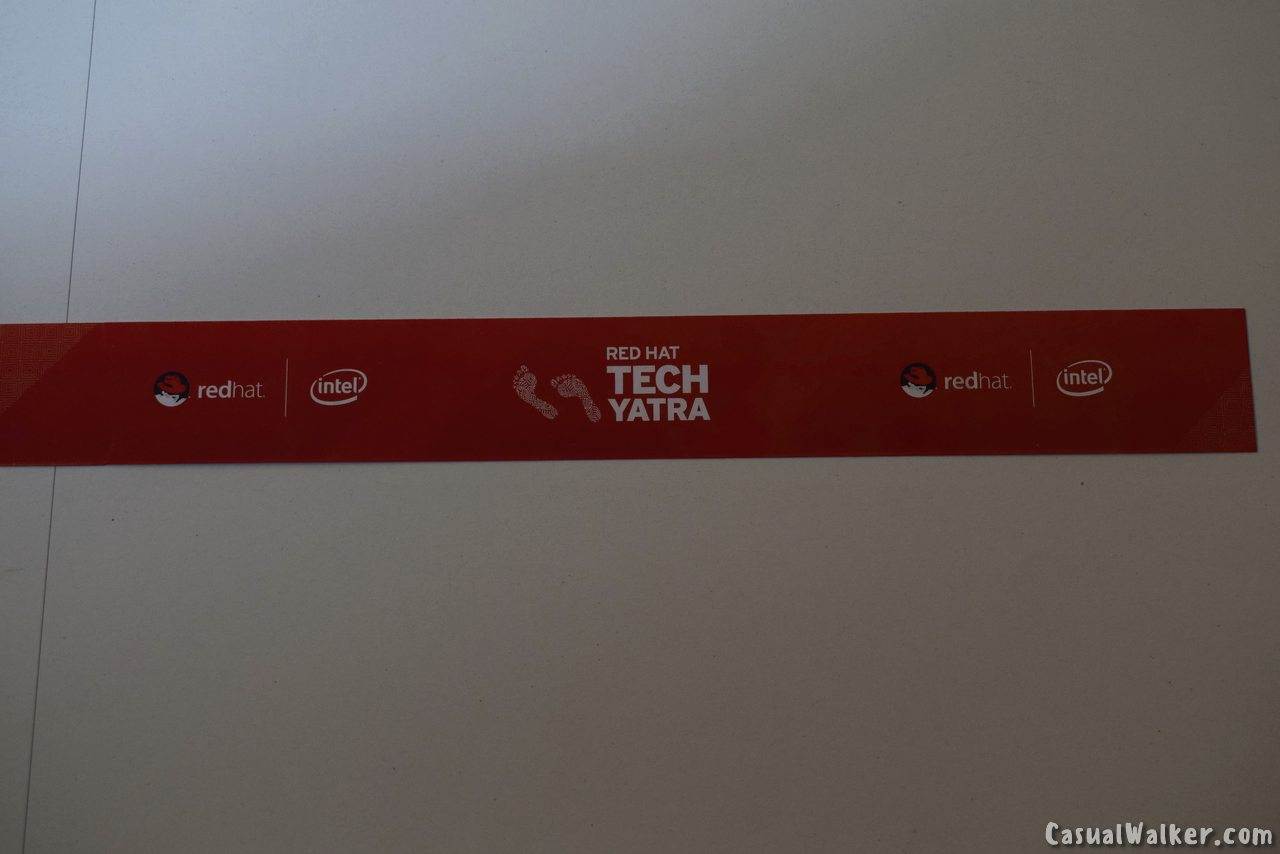 redhat.
intel
RED HAT
TECH
YATRA
redhat.
intel
CasualWalker.com